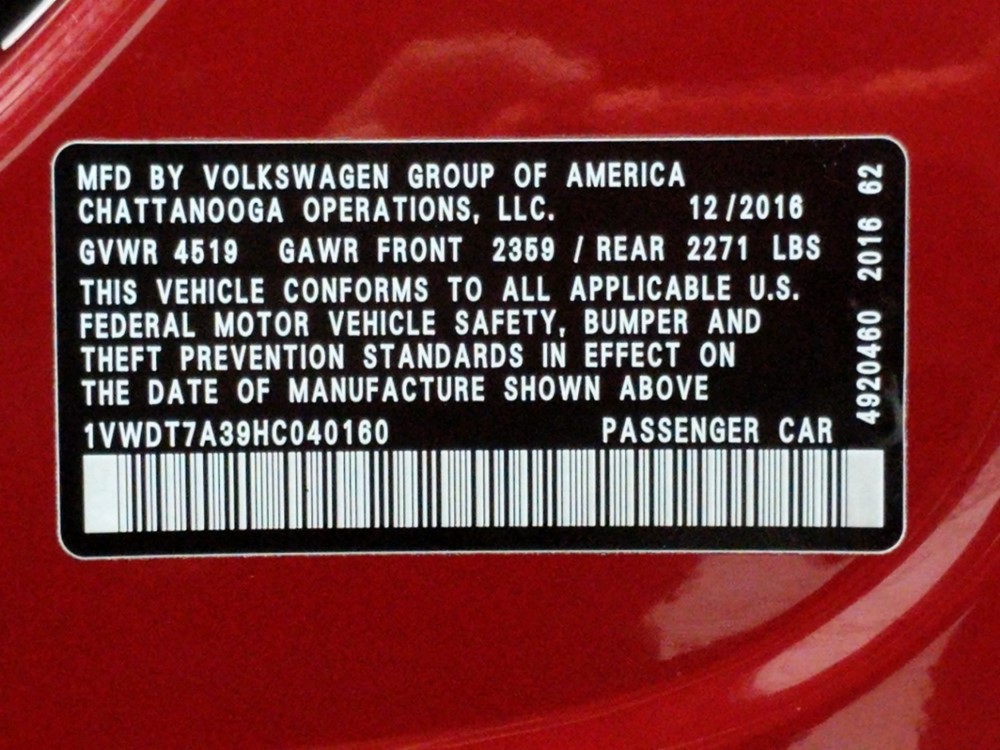 MFD BY VOLKSWAGEN GROUP OF AMERICA
CHATTANOOGA OPERATIONS, LLC. 12/2016
GVWR 4519 GAWR FRONT 2359 / REAR 2271 LBS
THIS VEHICLE CONFORMS TO ALL APPLICABLE U.S.
FEDERAL MOTOR VEHICLE SAFETY, BUMPER AND
THEFT PREVENTION STANDARDS IN EFFECT ON
THE DATE OF MANUFACTURE SHOWN ABOVE
1VWDT7A39HC040160 PASSENGER CAR
4920460 2016 62